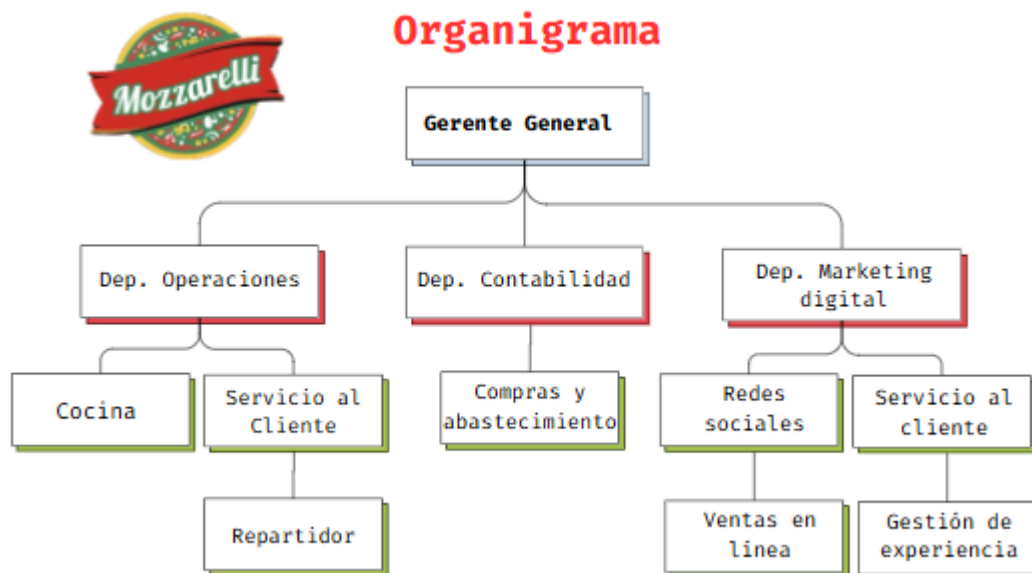 Organigrama
Mozzarelli
Gerente General
Dep. Operaciones
Dep. Contabilidad
Dep. Marketing
digital
Cocina
Servicio al
Cliente
Compras y
abastecimiento
Redes
sociales
Servicio al
cliente
Repartidor
Ventas en
línea
Gestión de
experiencia